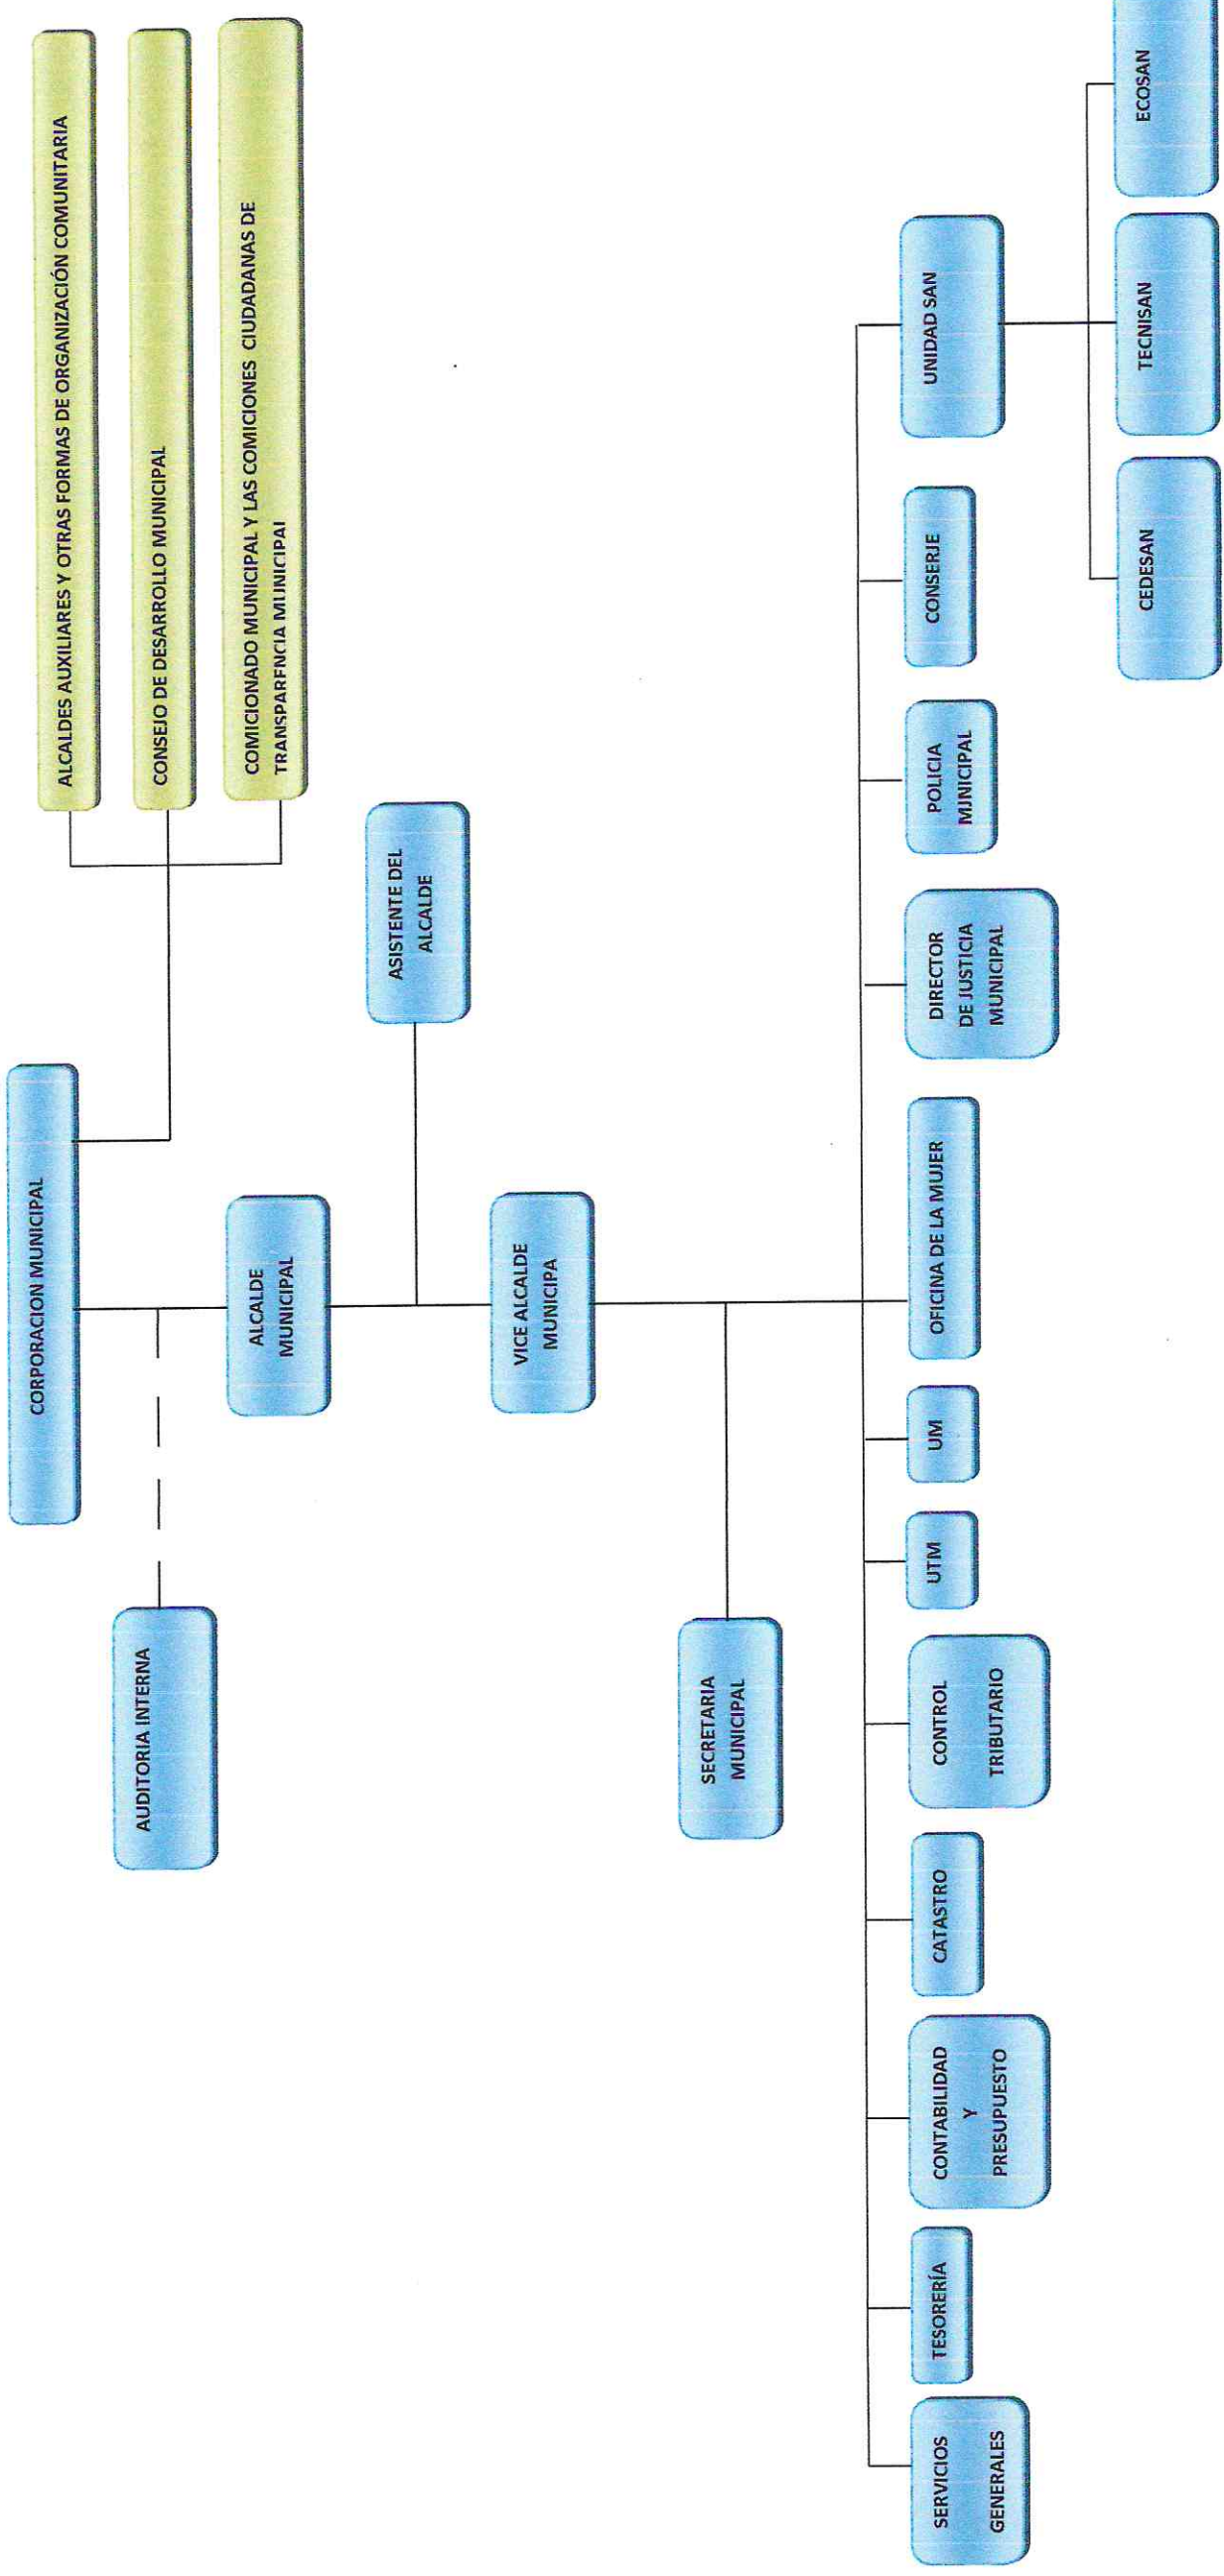 CORPORACION MUNICIPAL
ALCALDES AUXILIARES Y OTRAS FORMAS DE ORGANIZACIÓN COMUNITARIA
CONSEJO DE DESARROLLO MUNICIPAL
COMICIONADO MUNICIPAL Y LAS COMICIONES CIUDADANAS DE
TRANSPARENCIA MUNICIPAL
AUDITORIA INTERNA
ALCALDE
MUNICIPAL
ASISTENTE DEL
ALCALDE
VICE ALCALDE
MUNICIPA
SECRETARIA
MUNICIPAL
SERVICIOS
GENERALES
TESORERÍA
CONTABILIDAD
Y
PRESUPUESTO
CATASTRO
CONTROL
TRIBUTARIO
UTM
UM
OFICINA DE LA MUJER
DIRECTOR
DE JUSTICIA
MUNICIPAL
POLICIA
MUNICIPAL
CONSERJE
UNIDAD SAN
CEDESAN
TECNISAN
ECOSAN